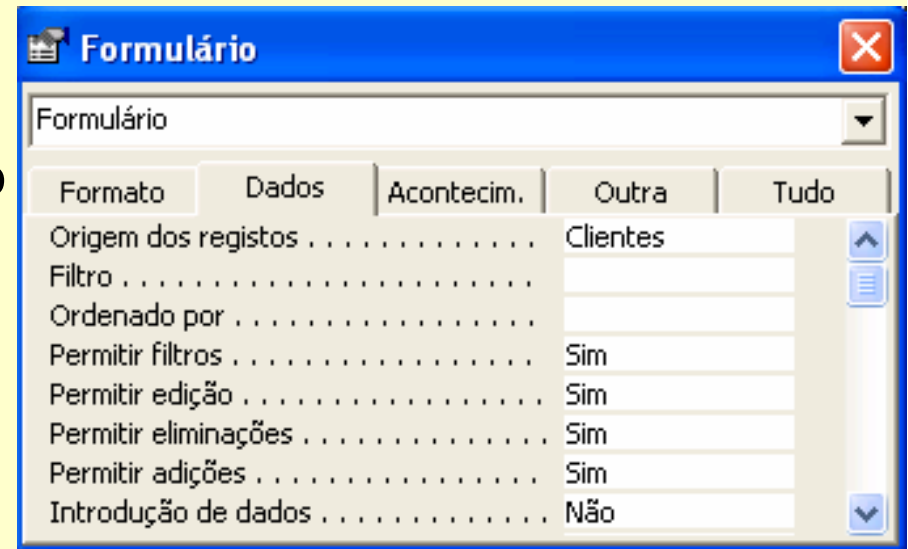 Formulário
Formulário
Formato Dados Acontecim. Outra Tudo
Origem dos registos . . . . . . . . . . . . . Clientes
Filtro . . . . . . . . . . . . . . . . . . . . . . . .
Ordenado por . . . . . . . . . . . . . . . . .
Permitir filtros . . . . . . . . . . . . . . . . . . Sim
Permitir edição . . . . . . . . . . . . . . . . . Sim
Permitir eliminações . . . . . . . . . . . . . . Sim
Permitir adições . . . . . . . . . . . . . . . . Sim
Introdução de dados . . . . . . . . . . . . . Não